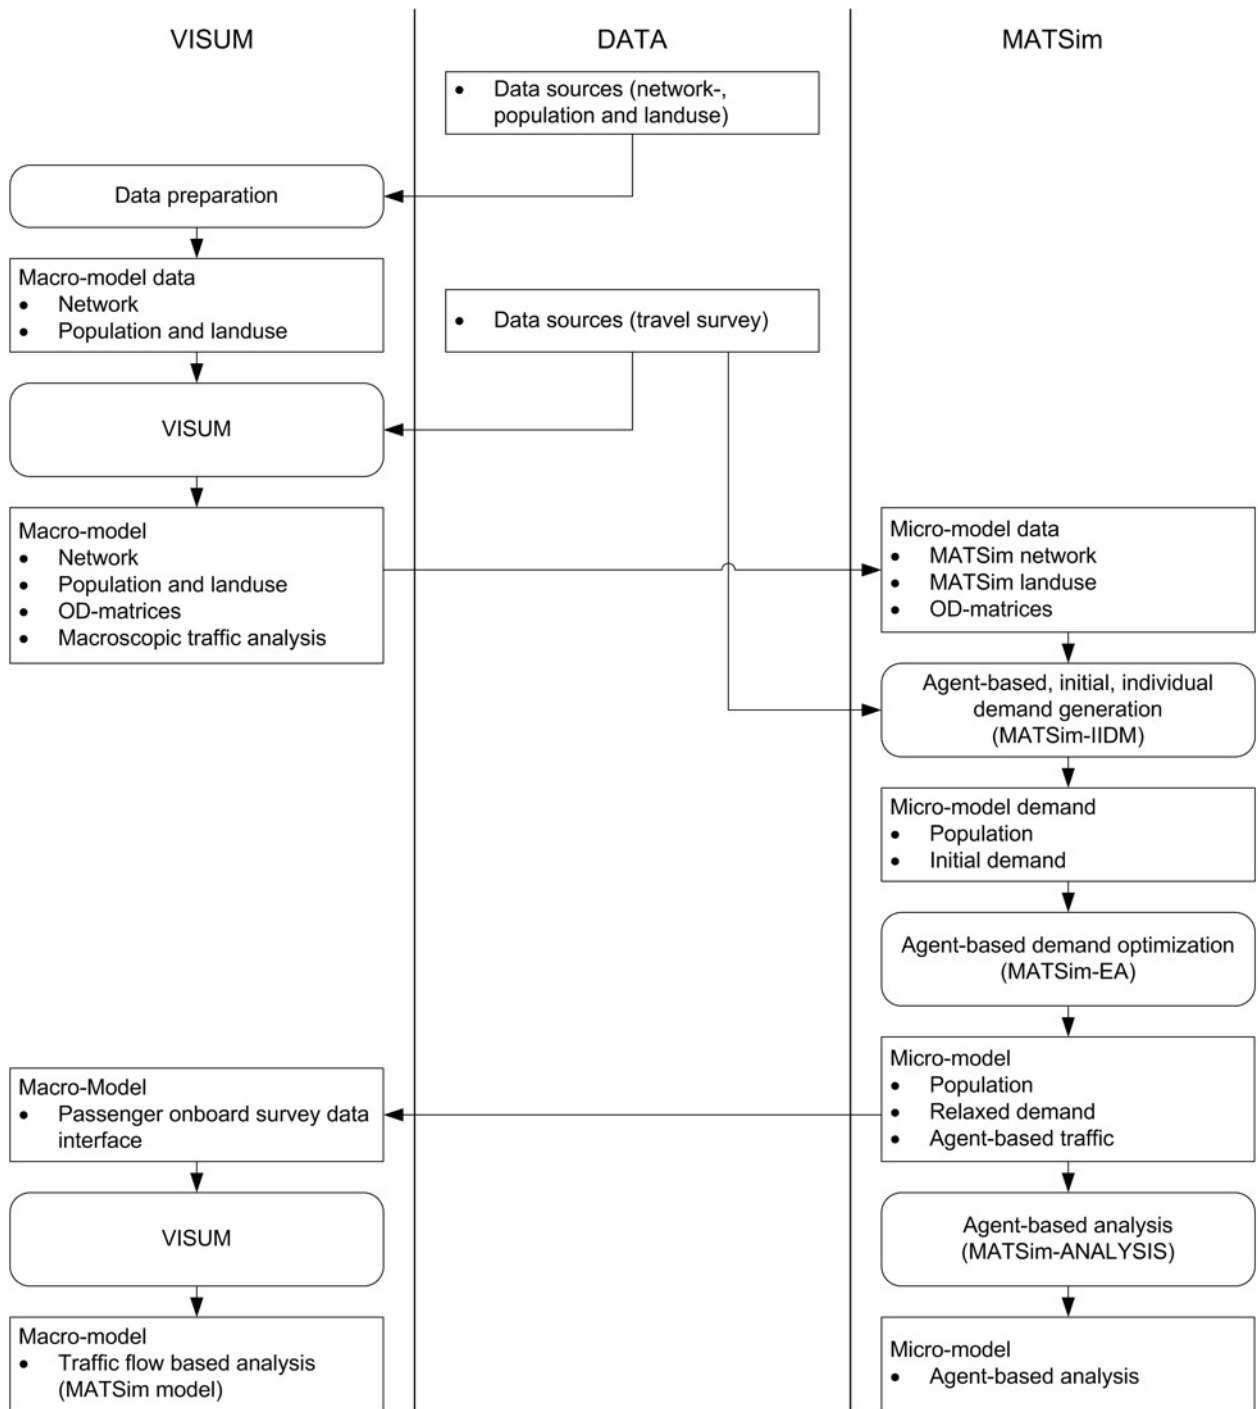 VISUM
DATA
MATSim
• Data sources (network-,
population and landuse)
Data preparation
Macro-model data
• Network
• Population and landuse
• Data sources (travel survey)
VISUM
Macro-model
• Network
• Population and landuse
• OD-matrices
• Macroscopic traffic analysis
Micro-model data
• MATSim network
• MATSim landuse
• OD-matrices
Agent-based, initial, individual
demand generation
(MATSim-IIDM)
Micro-model demand
• Population
• Initial demand
Agent-based demand optimization
(MATSim-EA)
Micro-model
• Population
• Relaxed demand
• Agent-based traffic
Macro-Model
• Passenger onboard survey data
interface
VISUM
Agent-based analysis
(MATSim-ANALYSIS)
Macro-model
• Traffic flow based analysis
(MATSim model)
Micro-model
• Agent-based analysis